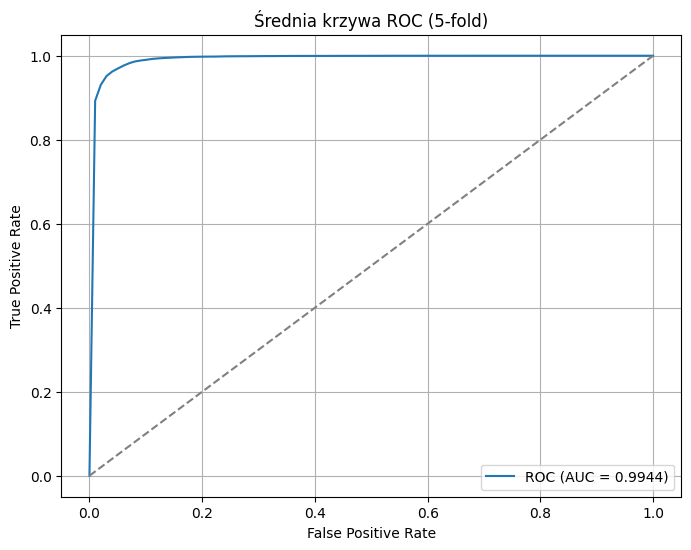 Średnia krzywa ROC (5-fold)
True Positive Rate
1.0
0.8
0.6
0.4
0.2
0.0
ROC (AUC = 0.9944)
0.0 0.2 0.4 0.6 0.8 1.0
False Positive Rate